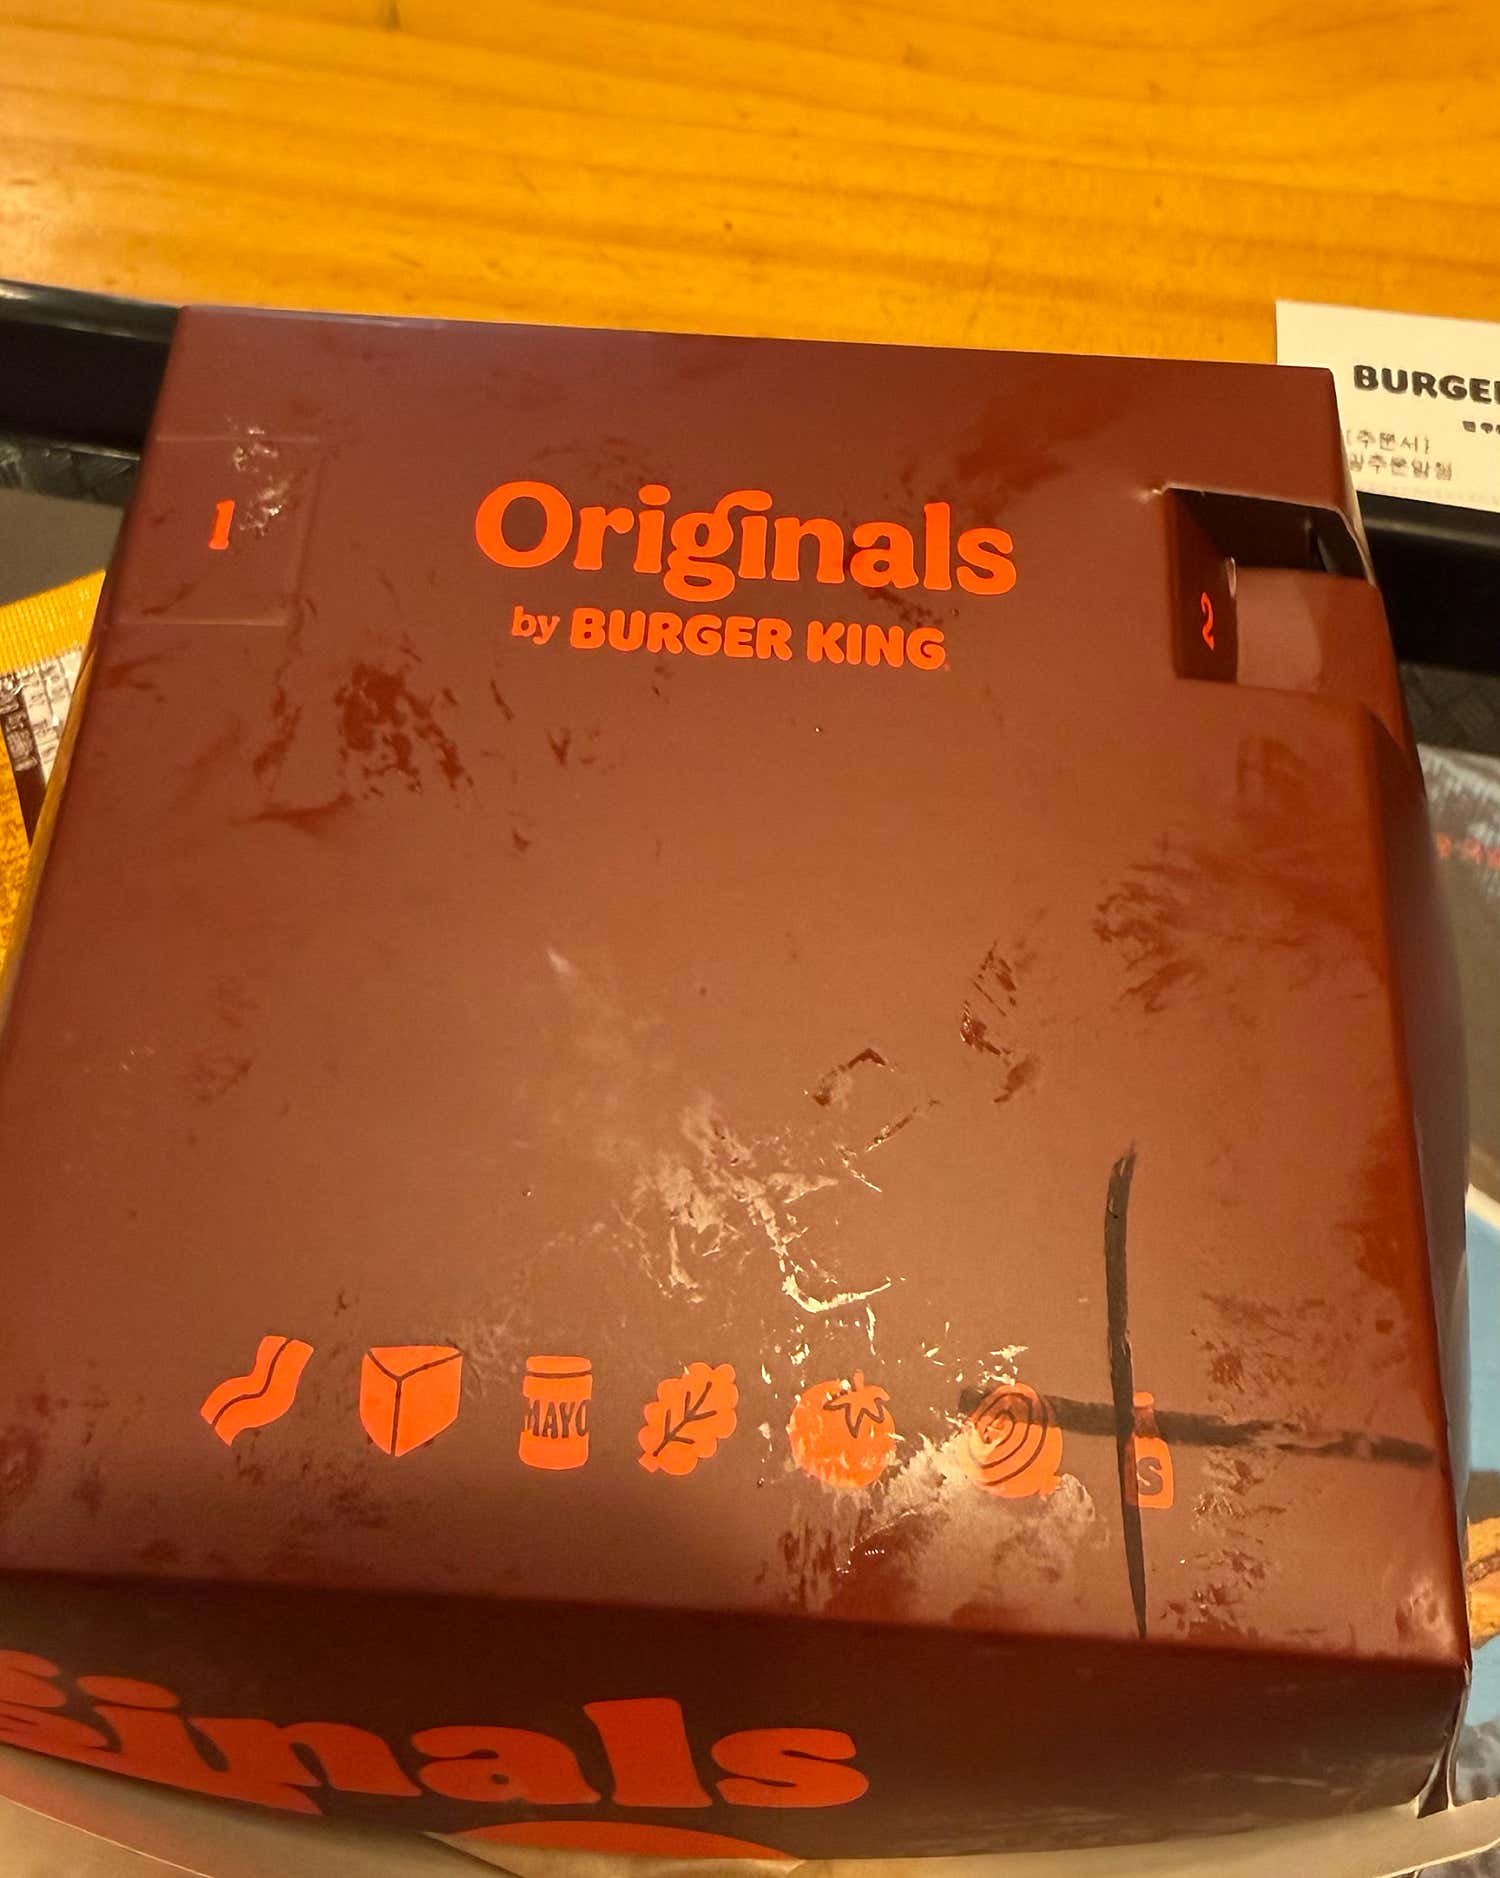 Originals
by BURGER KING
1
2
BURGE
[주문서]
MAYO
S
inals